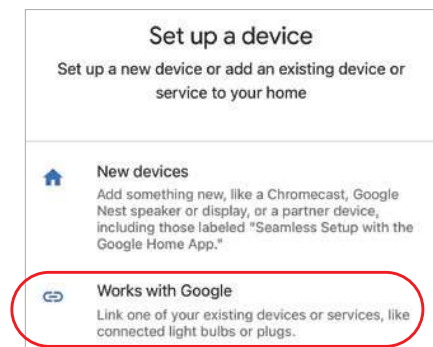 Set up a device
Set up a new device or add an existing device or
service to your home
New devices
Add something new, like a Chromecast, Google
Nest speaker or display, or a partner device,
including those labeled "Seamless Setup with the
Google Home App."
Works with Google
Link one of your existing devices or services, like
connected light bulbs or plugs.